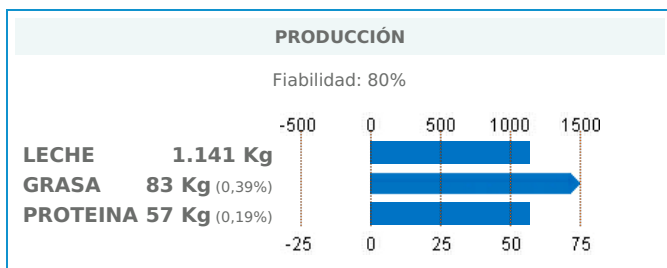 PRODUCCIÓN
Fiabilidad: 80%
-500 0 500 1000 1500
LECHE 1.141 Kg
GRASA 83 Kg (0,39%)
PROTEINA 57 Kg (0,19%)
-25 0 25 50 75